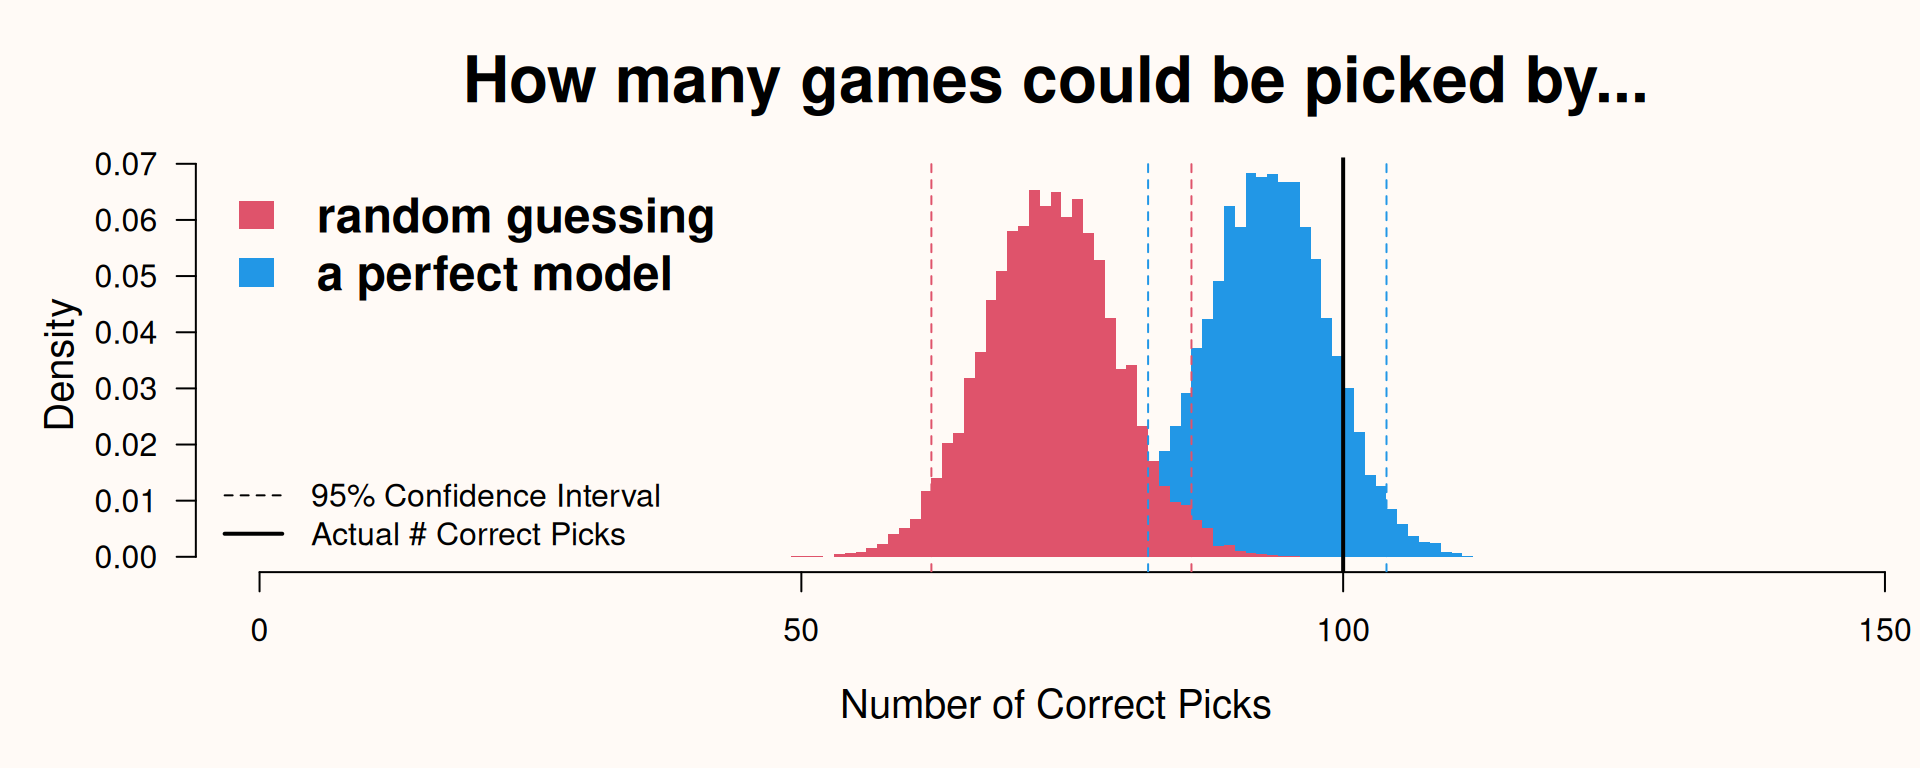 How many games could be picked by...
0.07
0.06
0.05
0.04
0.03
0.02
0.01
0.00
Density
random guessing
a perfect model
95% Confidence Interval
Actual # Correct Picks
0 50 100 150
Number of Correct Picks